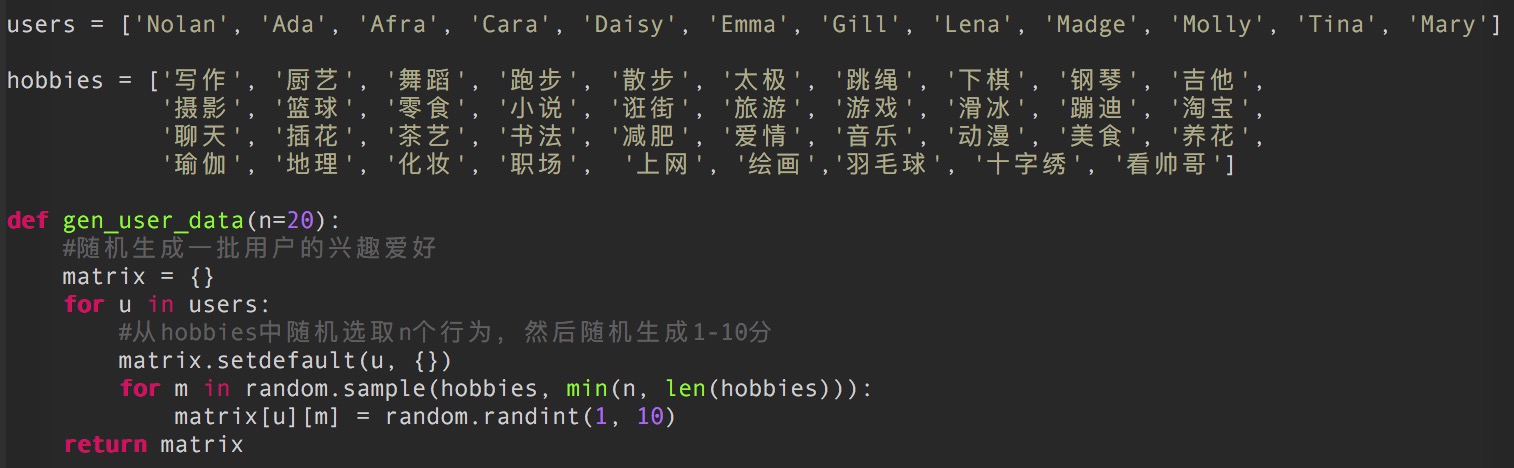 users = ['Nolan', 'Ada', 'Afra', 'Cara', 'Daisy', 'Emma', 'Gill', 'Lena', 'Madge', 'Molly', 'Tina', 'Mary']
hobbies = ['写作', '厨艺', '舞蹈', '跑步', '散步', '太极', '跳绳', '下棋', '钢琴', '吉他',
'摄影', '篮球', '零食', '小说', '逛街', '旅游', '游戏', '滑冰', '蹦迪', '淘宝',
'聊天', '插花', '茶艺', '书法', '减肥', '爱情', '音乐', '动漫', '美食', '养花',
'瑜伽', '地理', '化妆', '职场', '上网', '绘画', '羽毛球', '十字绣', '看帅哥']
def gen_user_data(n=20):
#随机生成一批用户的兴趣爱好
matrix = {}
for u in users:
#从hobbies中随机选取n个行为, 然后随机生成1-10分
matrix.setdefault(u, {})
for m in random.sample(hobbies, min(n, len(hobbies))):
matrix[u][m] = random.randint(1, 10)
return matrix